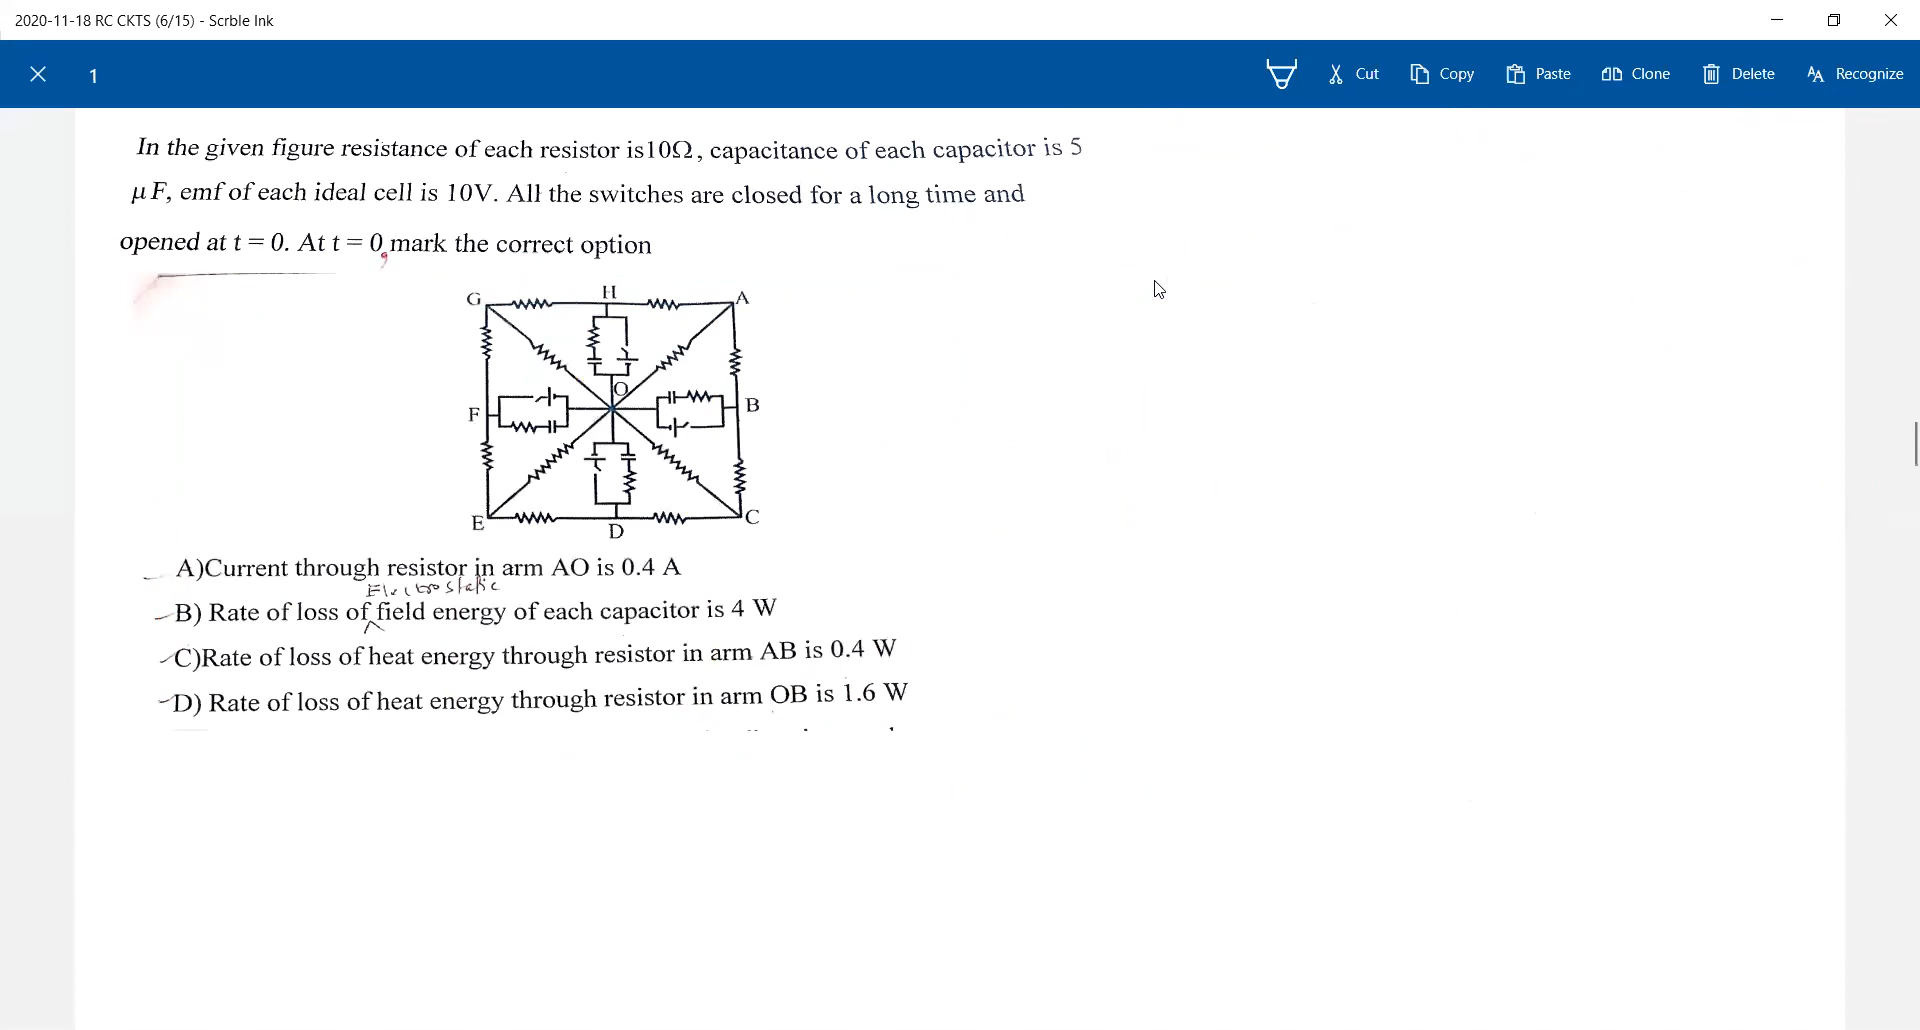 2020-11-18 RC CKTS (6/15) - Scrble Ink
1
Cut
Copy
Paste
Clone
Delete
Recognize
In the given figure resistance of each resistor is10Ω, capacitance of each capacitor is 5
μF, emf of each ideal cell is 10V. All the switches are closed for a long time and
opened at t = 0. At t = 0, mark the correct option
G
H
A
O
F
B
E
D
C
A)Current through resistor in arm AO is 0.4 A
Electrostatic
B) Rate of loss of field energy of each capacitor is 4 W
C)Rate of loss of heat energy through resistor in arm AB is 0.4 W
D) Rate of loss of heat energy through resistor in arm OB is 1.6 W